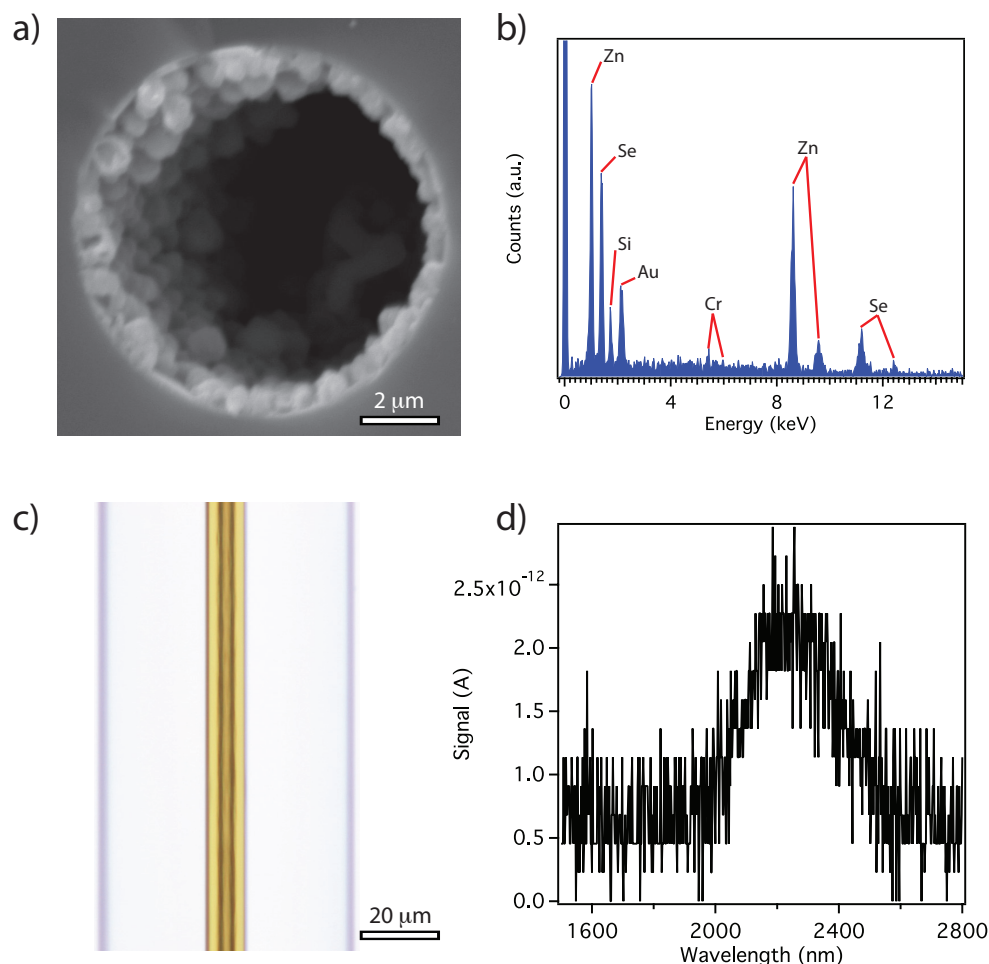 a)
2 μm
b)
Zn
Se
Si
Au
Cr
Zn
Se
Counts (a.u.)
0
4
8
12
Energy (keV)
c)
20 μm
d)
2.5x10⁻¹²
2.0
1.5
1.0
0.5
0.0
Signal (A)
1600
2000
2400
2800
Wavelength (nm)